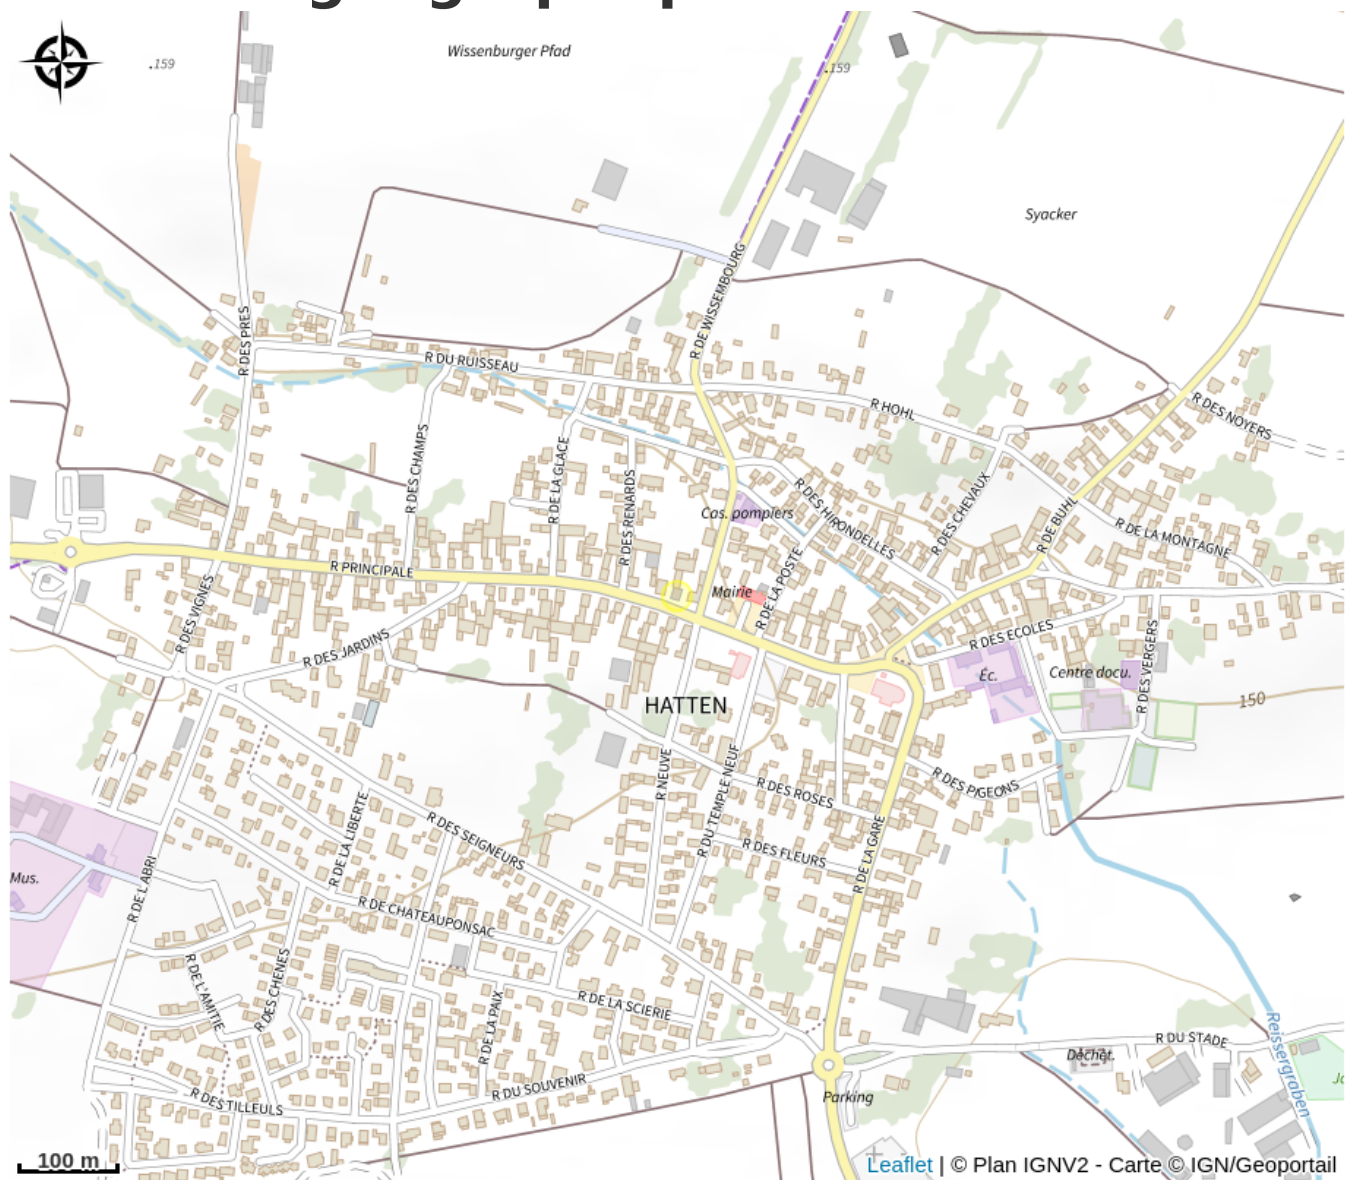 Wissenburger Pfad
.159
.159
Syacker
R DE WISSEMBOURG
R DES PRES
R DU RUISSEAU
R HOHL
R DES NOYERS
R DES CHAMPS
R DE LA GLACE
R DES RENARDS
Cas. pompiers
R DES HIRONDELLES
R DES CHEVAUX
R DE BUHL
R DE LA MONTAGNE
R PRINCIPALE
Mairie
R DE LA POSTE
R DES VIGNES
R DES JARDINS
R DES ECOLES
Éc.
Centre docu.
R DES VERGERS
150
HATTEN
R NEUVE
R DU TEMPLE NEUF
R DES ROSES
R DES PIGEONS
R DES FLEURS
R DE LA GARE
R DE LA LIBERTE
R DES SEIGNEURS
Mus.
R DE L'ABRI
R DE CHATEAUPONSAC
R DE L'AMITIE
R DES CHENES
R DE LA PAIX
R DE LA SCIERIE
R DU SOUVENIR
R DES TILLEULS
R DU STADE
Déchèt.
Reissergraben
Parking
100 m
Leaflet | © Plan IGNV2 - Carte © IGN/Geoportail